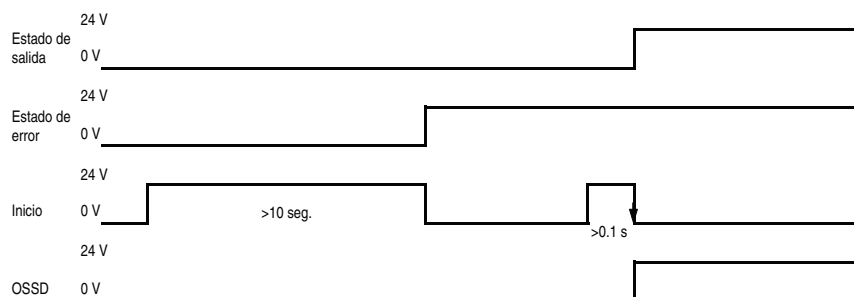 24 V
Estado de
salida
0 V
24 V
Estado de
error
0 V
24 V
Inicio
0 V
>10 seg.
>0.1 s
24 V
OSSD
0 V